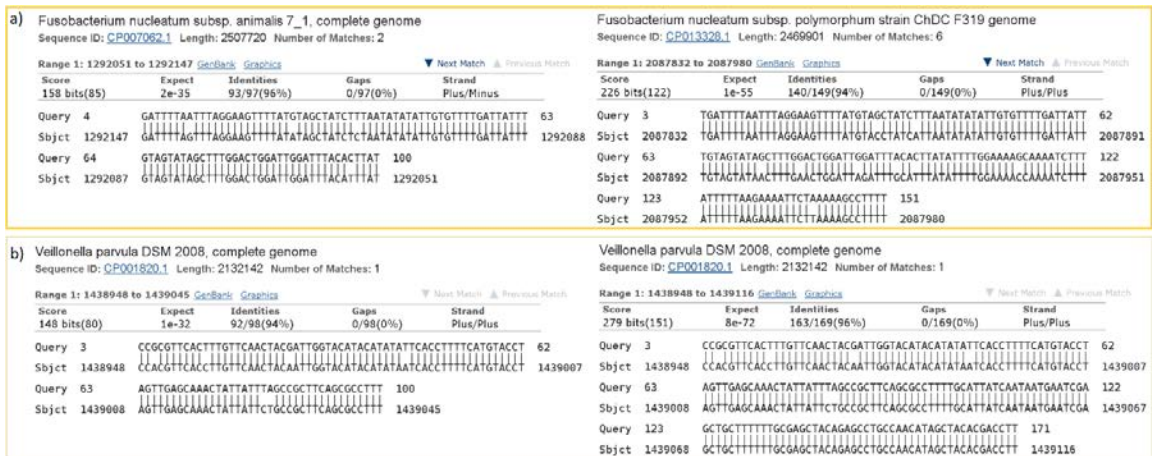 a)
Fusobacterium nucleatum subsp. animalis 7_1, complete genome
Sequence ID: CP007062.1 Length: 2507720 Number of Matches: 2
Range 1: 1292051 to 1292147 GenBank Graphics Next Match Previous Match
Score Expect Identities Gaps Strand
158 bits(85) 2e-35 93/97(96%) 0/97(0%) Plus/Minus
Query 4 GATTTTAATTTAGGAAGTTTTATGTAGCTATCTTTAATATATATTGTGTTTTGATTATTT 63
Sbjct 1292147 GATTTTAGTTTAGGAAGTTTTATATAGCTATCTCTAATATATATTGTGTTTTGATTATTT 1292088
Query 64 GTAGTATAGCTTTGGACTGGATTGGATTTACACTTAT 100
Sbjct 1292087 GTAGTATAGCTTTGGACTGGATTGGATTTACATTTAT 1292051
Fusobacterium nucleatum subsp. polymorphum strain ChDC F319 genome
Sequence ID: CP013328.1 Length: 2469901 Number of Matches: 6
Range 1: 2087832 to 2087980 GenBank Graphics Next Match Previous Match
Score Expect Identities Gaps Strand
226 bits(122) 1e-55 140/149(94%) 0/149(0%) Plus/Plus
Query 3 TGATTTTAATTTAGGAAGTTTTATGTAGCTATCTTTAATATATATTGTGTTTTGATTATT 62
Sbjct 2087832 TGATTTTAATTTAGGAAGTTTTATGTACCTATCATTAATATATATTGTGTTTTGATTATT 2087891
Query 63 TGTAGTATAGCTTTGGACTGGATTGGATTTACACTTATATTTTGGAAAAGCAAAATCTTT 122
Sbjct 2087892 TGTAGTATAACTTTGAACTGGATTAGATTTGCATTTATATTTTGGAAAACCAAAATCTTT 2087951
Query 123 ATTTTTAAGAAAATTCTAAAAAGCCTTTT 151
Sbjct 2087952 ATTTTTAAGAAAATTCTTAAAAGCCTTTT 2087980
b)
Veillonella parvula DSM 2008, complete genome
Sequence ID: CP001820.1 Length: 2132142 Number of Matches: 1
Range 1: 1438948 to 1439045 GenBank Graphics Next Match Previous Match
Score Expect Identities Gaps Strand
148 bits(80) 1e-32 92/98(94%) 0/98(0%) Plus/Plus
Query 3 CCGCGTTCACTTTGTTCAACTACGATTGGTACATACATATATTCACCTTTTCATGTACCT 62
Sbjct 1438948 CCACGTTCACCTTGTTCAACTACAATTGGTACATACATATAATCACCTTTTCATGTACCT 1439007
Query 63 AGTTGAGCAAACTATTATTTAGCCGCTTCAGCGCCTTT 100
Sbjct 1439008 AGTTGAGCAAACTATTATTCTGCCGCTTCAGCGCCTTT 1439045
Veillonella parvula DSM 2008, complete genome
Sequence ID: CP001820.1 Length: 2132142 Number of Matches: 1
Range 1: 1438948 to 1439116 GenBank Graphics Next Match Previous Match
Score Expect Identities Gaps Strand
279 bits(151) 8e-72 163/169(96%) 0/169(0%) Plus/Plus
Query 3 CCGCGTTCACTTTGTTCAACTACGATTGGTACATACATATATTCACCTTTTCATGTACCT 62
Sbjct 1438948 CCACGTTCACCTTGTTCAACTACAATTGGTACATACATATAATCACCTTTTCATGTACCT 1439007
Query 63 AGTTGAGCAAACTATTATTTAGCCGCTTCAGCGCCTTTTGCATTATCAATAATGAATCGA 122
Sbjct 1439008 AGTTGAGCAAACTATTATTCTGCCGCTTCAGCGCCTTTTGCATTATCAATAATGAATCGA 1439067
Query 123 GCTGCTTTTTTGCGAGCTACAGAGCCTGCCAACATAGCTACACGACCTT 171
Sbjct 1439068 GCTGCTTTTTTGCGAGCTACAGAGCCTGCCAACATAGCTACACGACCTT 1439116